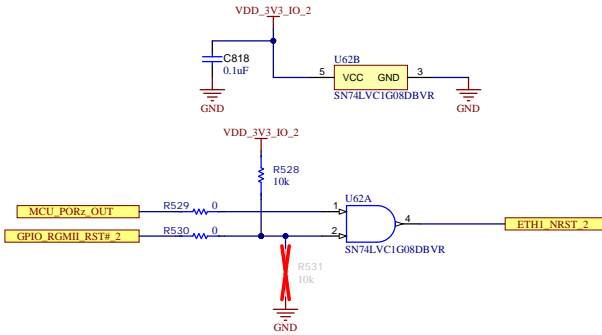 VDD_3V3_IO_2
C818
0.1uF
GND
U62B
5 VCC GND 3
SN74LVC1G08DBVR
GND
VDD_3V3_IO_2
R528
10k
MCU_PORz_OUT R529 0 1 U62A
4 ETH1_NRST_2
GPIO_RGMII_RST#_2 R530 0 2
SN74LVC1G08DBVR
R531
10k
GND